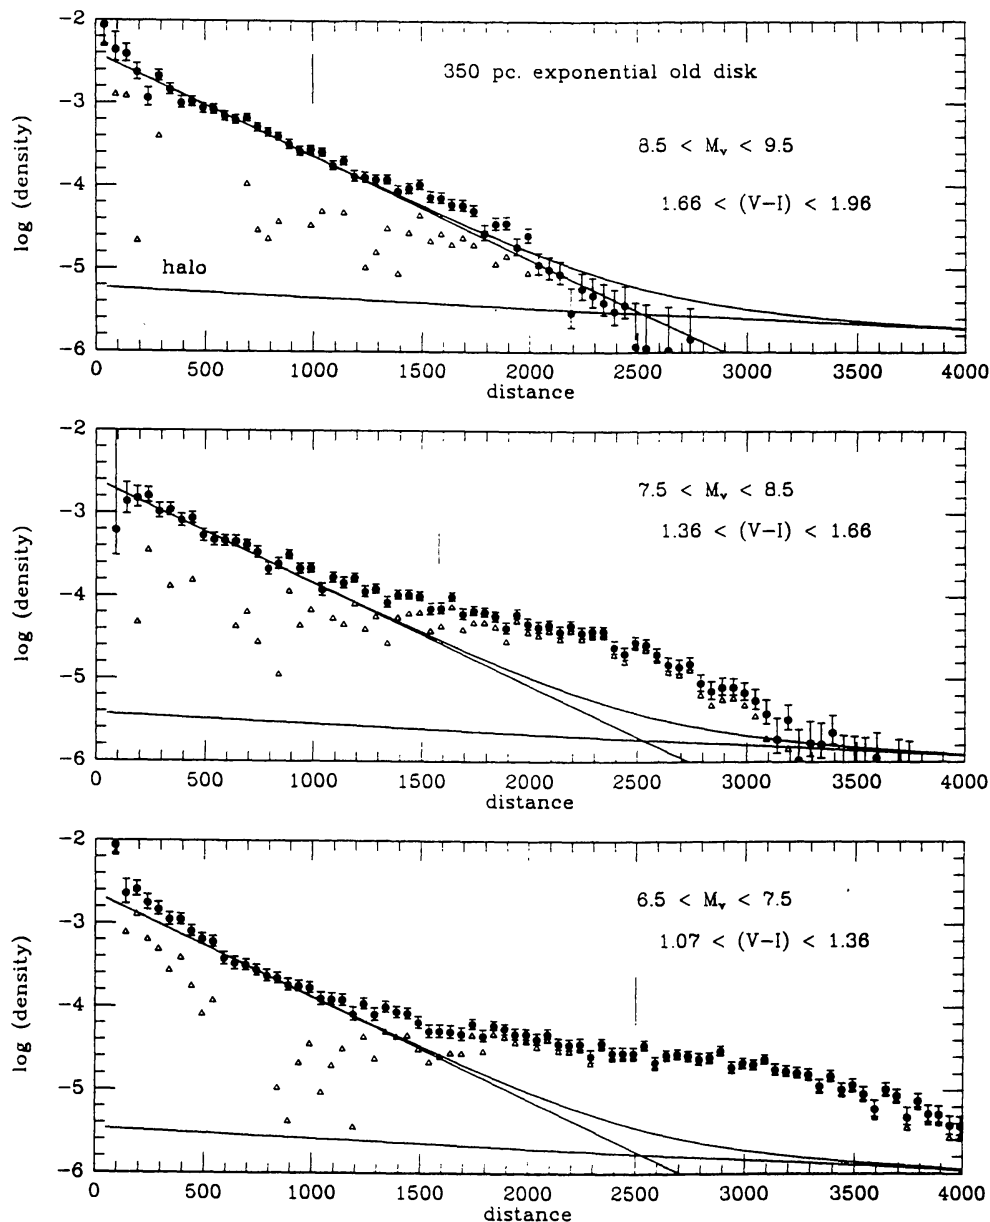 -2
-3
-4
-5
-6
log (density)
350 pc. exponential old disk
8.5 < Mv < 9.5
1.66 < (V-I) < 1.96
halo
0 500 1000 1500 2000 2500 3000 3500 4000
distance
-2
-3
-4
-5
-6
log (density)
7.5 < Mv < 8.5
1.36 < (V-I) < 1.66
0 500 1000 1500 2000 2500 3000 3500 4000
distance
-2
-3
-4
-5
-6
log (density)
6.5 < Mv < 7.5
1.07 < (V-I) < 1.36
0 500 1000 1500 2000 2500 3000 3500 4000
distance